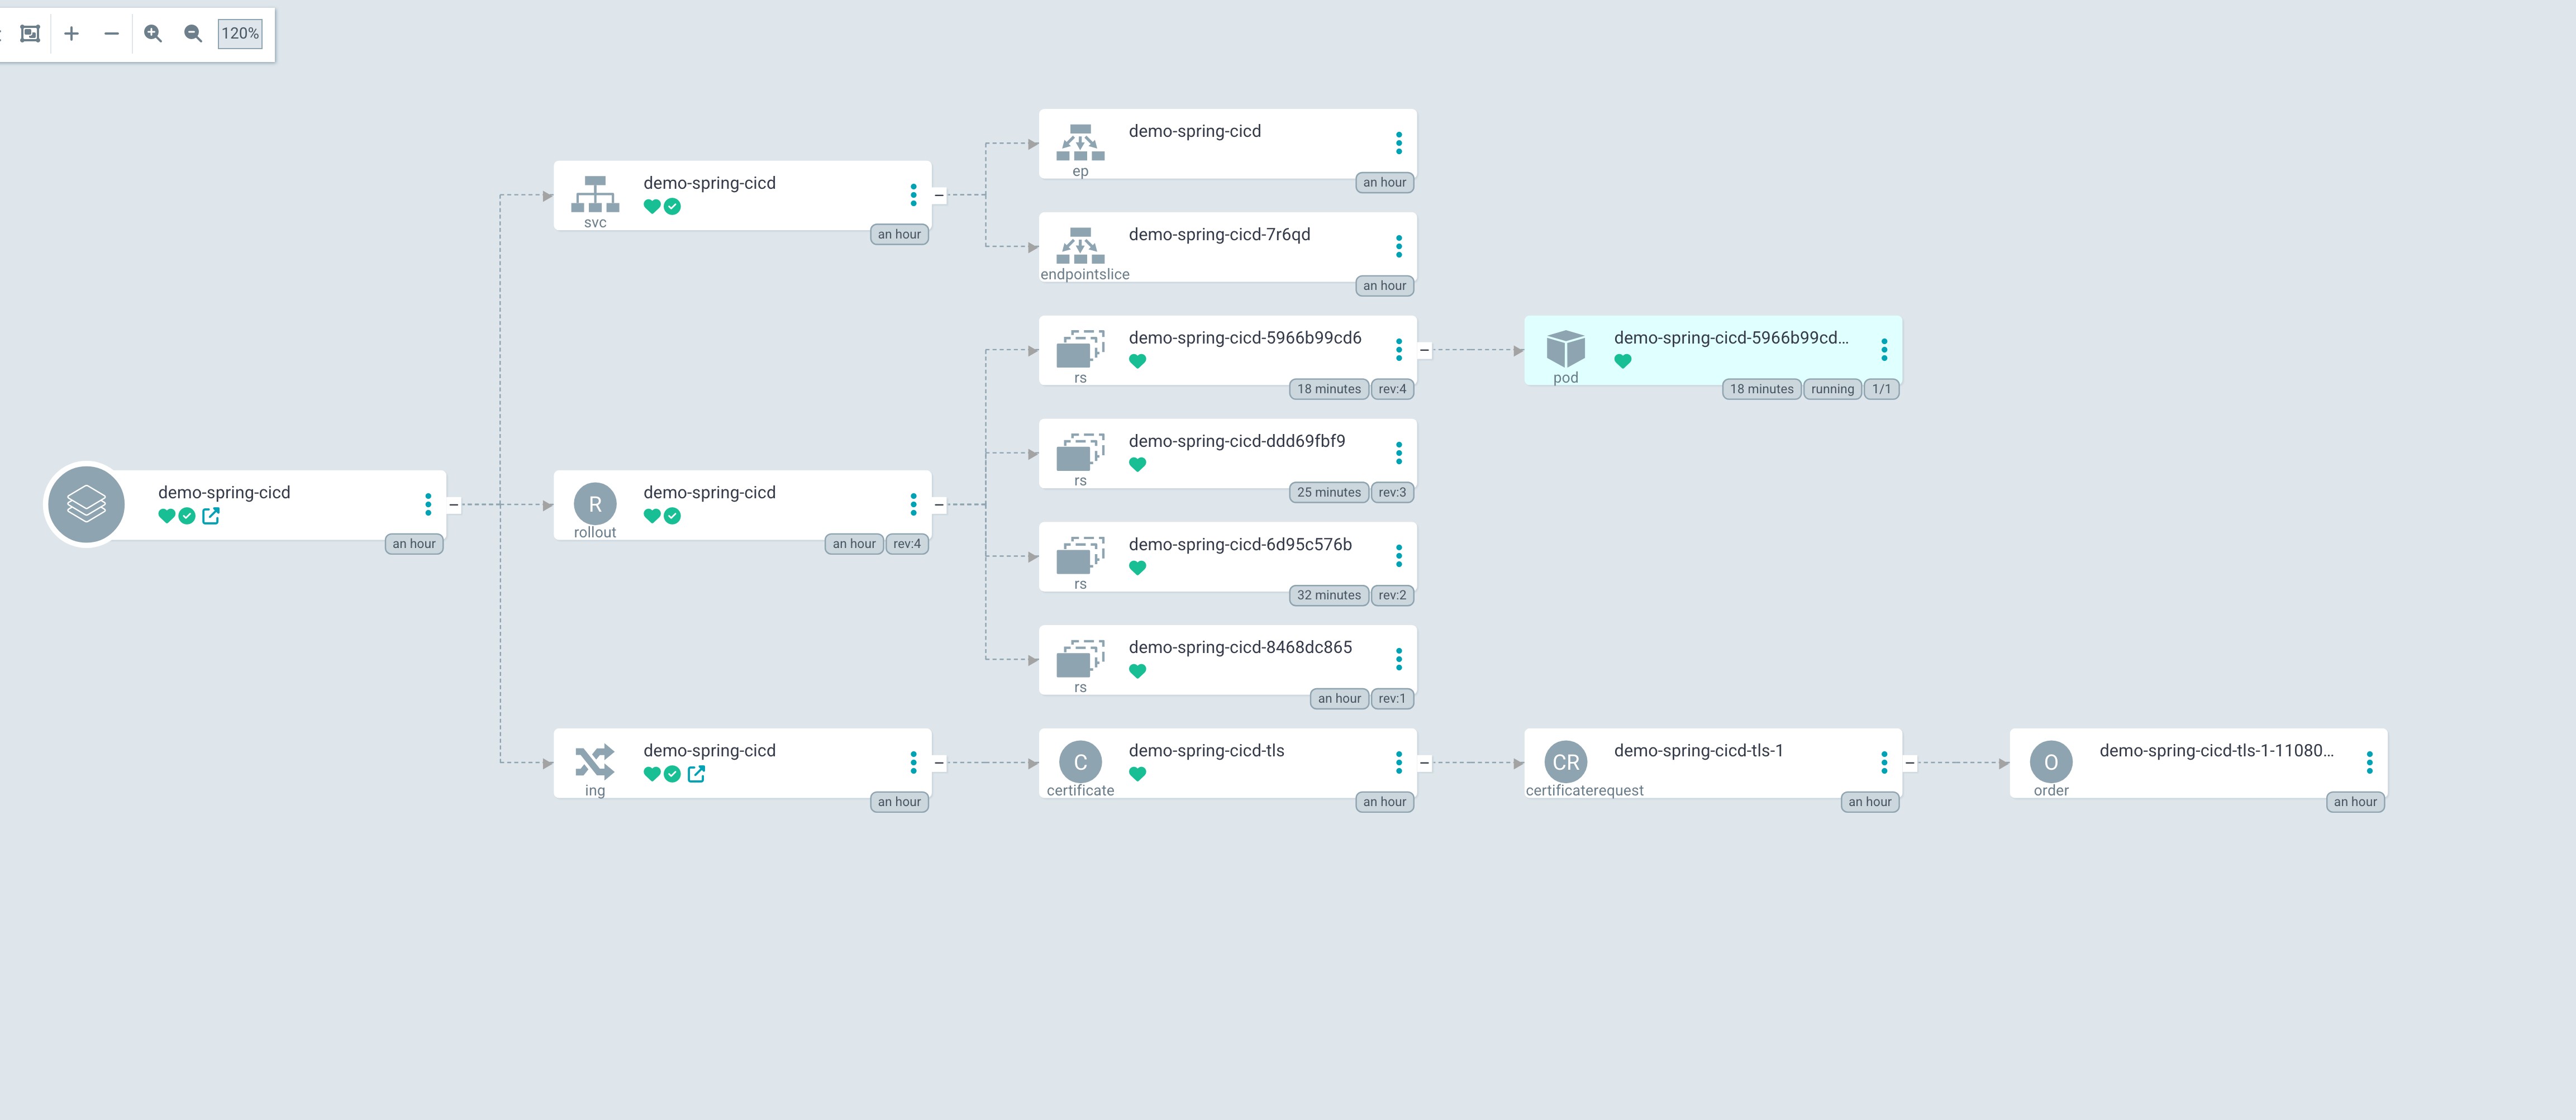 120%
demo-spring-cicd
an hour
demo-spring-cicd
svc
an hour
demo-spring-cicd
ep
an hour
demo-spring-cicd-7r6qd
endpointslice
an hour
demo-spring-cicd
R
rollout
an hour rev:4
demo-spring-cicd-5966b99cd6
rs
18 minutes rev:4
demo-spring-cicd-5966b99cd...
pod
18 minutes running 1/1
demo-spring-cicd-ddd69fbf9
rs
25 minutes rev:3
demo-spring-cicd-6d95c576b
rs
32 minutes rev:2
demo-spring-cicd-8468dc865
rs
an hour rev:1
demo-spring-cicd
ing
an hour
demo-spring-cicd-tls
C
certificate
an hour
demo-spring-cicd-tls-1
CR
certificaterequest
an hour
demo-spring-cicd-tls-1-11080...
O
order
an hour